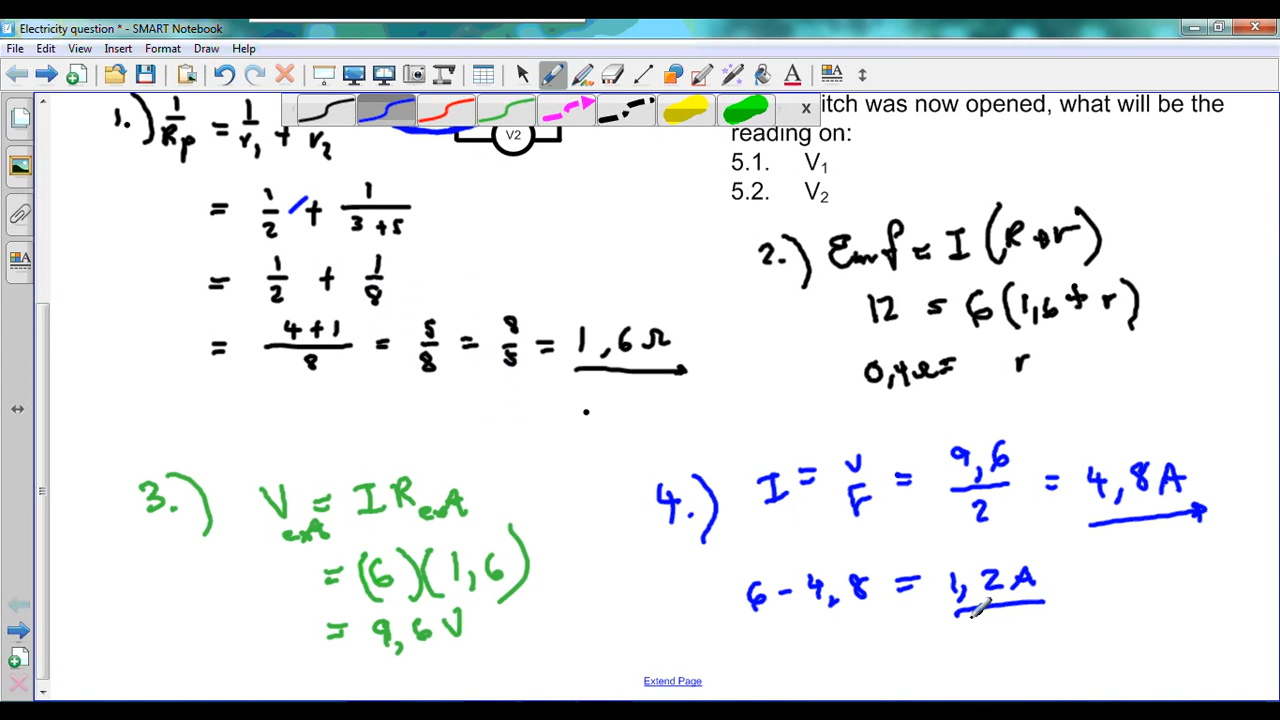 Electricity question * - SMART Notebook
File Edit View Insert Format Draw Help
itch was now opened, what will be the
reading on:
5.1. V1
5.2. V2
V2
1.) 1/Rp = 1/r1 + r2
= 1/2 + 1/(3+5)
= 1/2 + 1/8
= (4+1)/8 = 5/8 = 8/5 = 1,6 Ω
2.) Emf = I (R + r)
12 = 6 (1,6 + r)
0,4Ω = r
3.) Vext = I Rext
= (6)(1,6)
= 9,6 V
4.) I = V/r = 9,6/2 = 4,8 A
6 - 4,8 = 1,2 A
Extend Page